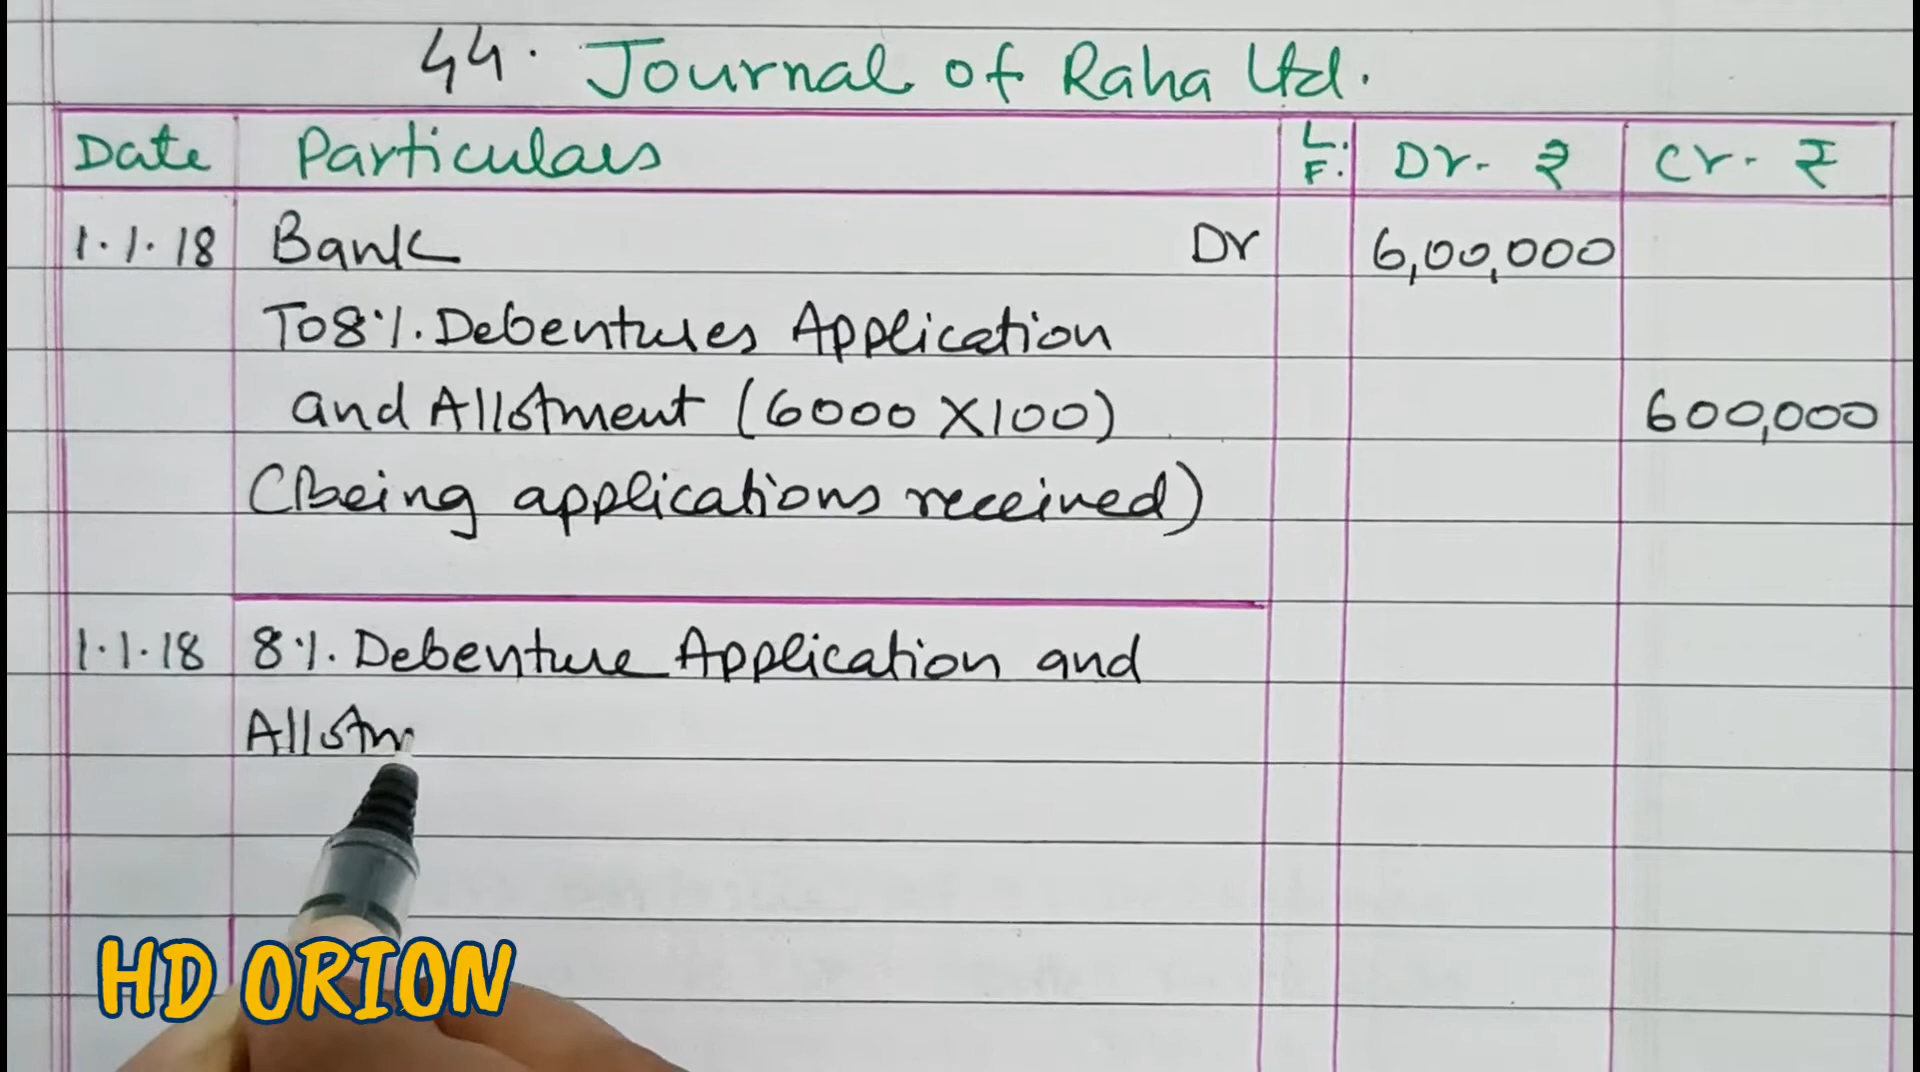 44. Journal of Raha Ltd.
Date Particulars L.F. Dr. ₹ Cr. ₹
1.1.18 Bank Dr 6,00,000
To 8%. Debentures Application
and Allotment (6000 X 100) 600,000
(Being applications received)
1.1.18 8%. Debenture Application and
Allotm
HD ORION